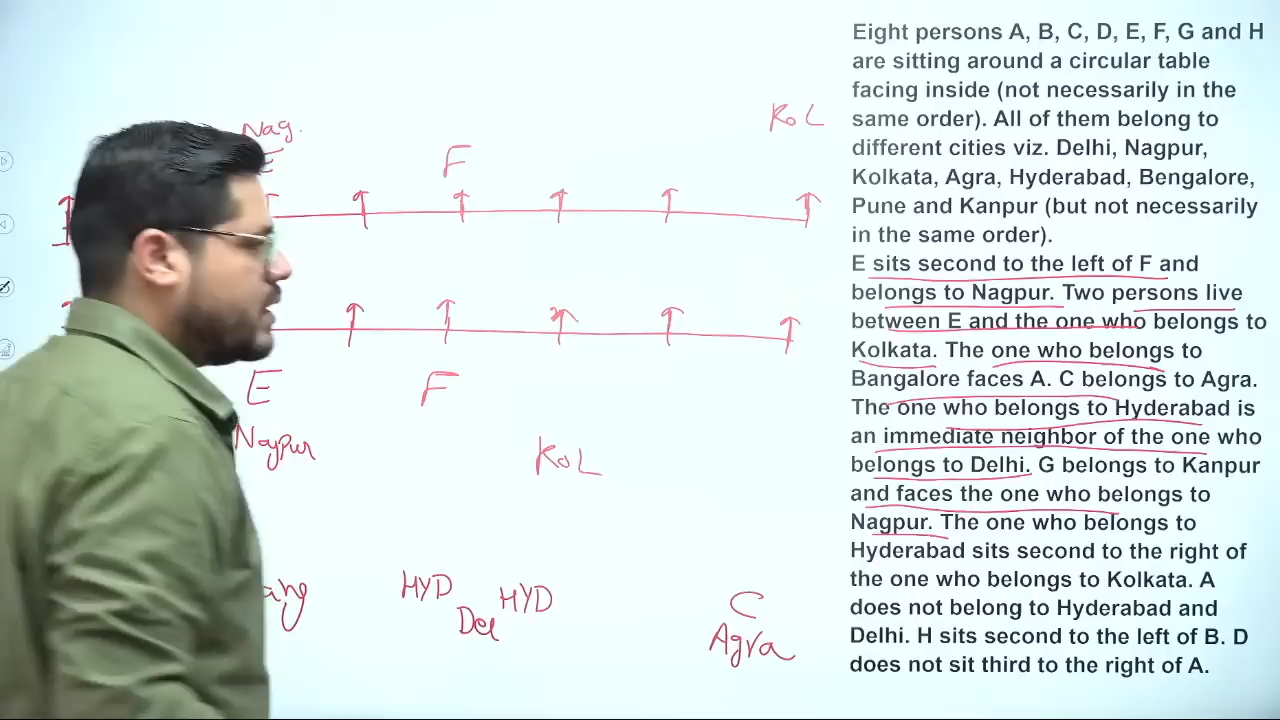 Eight persons A, B, C, D, E, F, G and H
are sitting around a circular table
facing inside (not necessarily in the
same order). All of them belong to
different cities viz. Delhi, Nagpur,
Kolkata, Agra, Hyderabad, Bengalore,
Pune and Kanpur (but not necessarily
in the same order).
E sits second to the left of F and
belongs to Nagpur. Two persons live
between E and the one who belongs to
Kolkata. The one who belongs to
Bangalore faces A. C belongs to Agra.
The one who belongs to Hyderabad is
an immediate neighbor of the one who
belongs to Delhi. G belongs to Kanpur
and faces the one who belongs to
Nagpur. The one who belongs to
Hyderabad sits second to the right of
the one who belongs to Kolkata. A
does not belong to Hyderabad and
Delhi. H sits second to the left of B. D
does not sit third to the right of A.
Nag.
KOL
E
F
E
F
Nagpur
KOL
HYD
HYD
Del
C
Agra